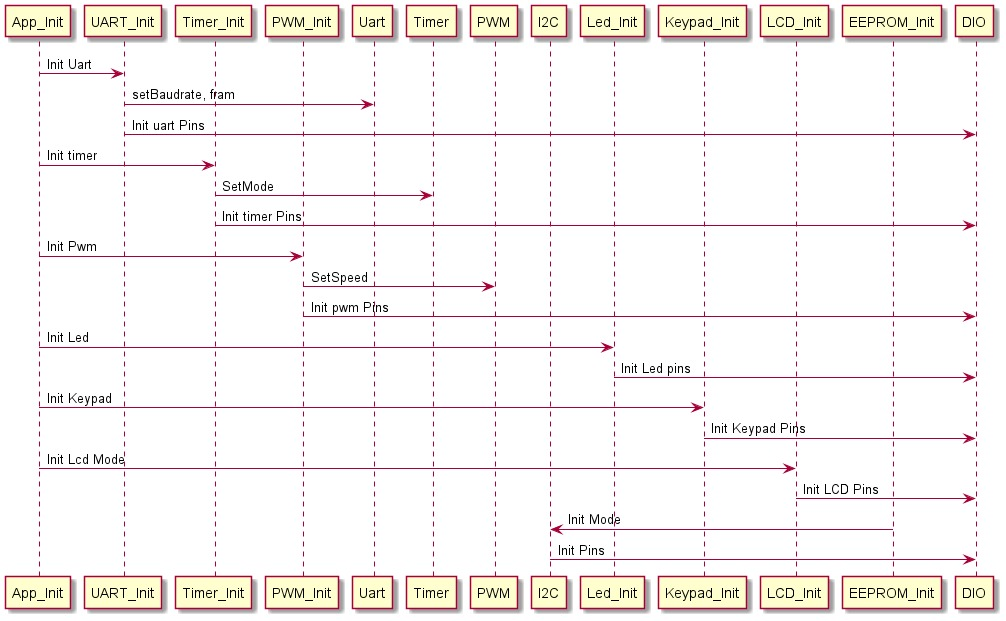 App_Init UART_Init Timer_Init PWM_Init Uart Timer PWM I2C Led_Init Keypad_Init LCD_Init EEPROM_Init DIO
Init Uart
setBaudrate, fram
Init uart Pins
Init timer
SetMode
Init timer Pins
Init Pwm
SetSpeed
Init pwm Pins
Init Led
Init Led pins
Init Keypad
Init Keypad Pins
Init Lcd Mode
Init LCD Pins
Init Mode
Init Pins
App_Init UART_Init Timer_Init PWM_Init Uart Timer PWM I2C Led_Init Keypad_Init LCD_Init EEPROM_Init DIO